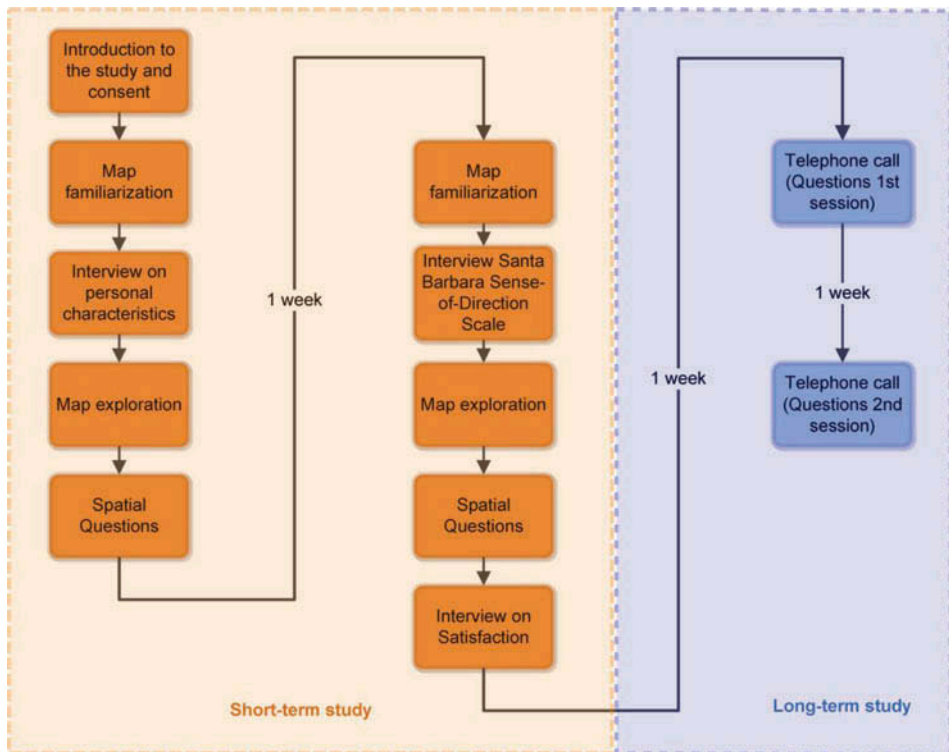 Introduction to
the study and
consent
Map
familiarization
Interview on
personal
characteristics
Map exploration
Spatial
Questions
1 week
Map
familiarization
Interview Santa
Barbara Sense-
of-Direction
Scale
Map exploration
Spatial
Questions
Interview on
Satisfaction
Short-term study
1 week
Telephone call
(Questions 1st
session)
1 week
Telephone call
(Questions 2nd
session)
Long-term study